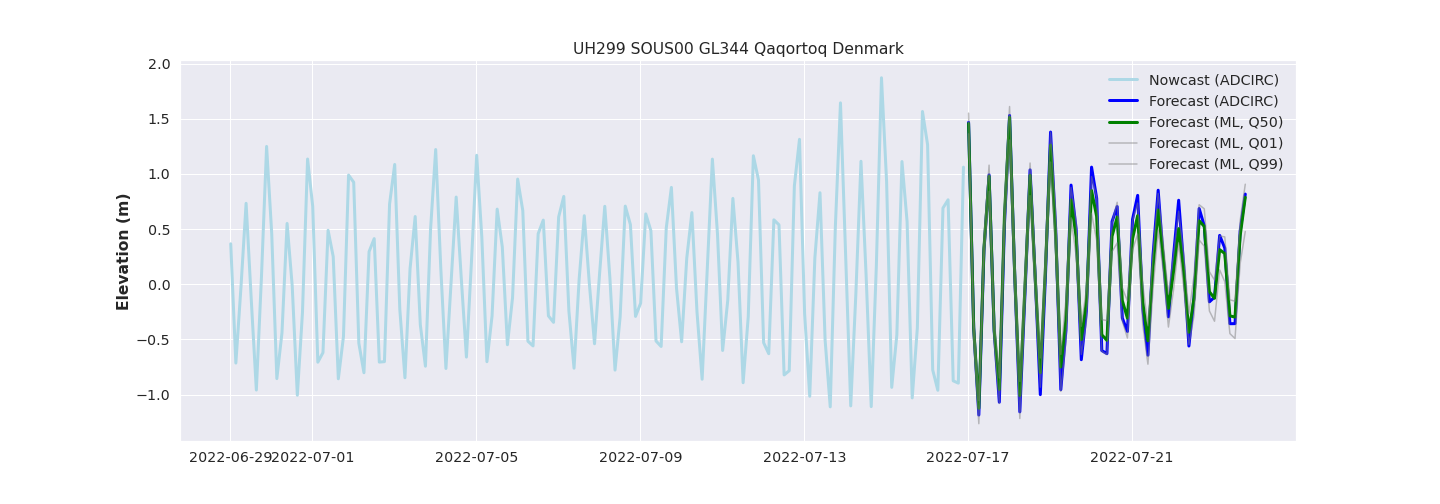 UH299 SOUS00 GL344 Qaqortoq Denmark
Nowcast (ADCIRC)
Forecast (ADCIRC)
Forecast (ML, Q50)
Forecast (ML, Q01)
Forecast (ML, Q99)
Elevation (m)
2.0
1.5
1.0
0.5
0.0
−0.5
−1.0
2022-06-29 2022-07-01 2022-07-05 2022-07-09 2022-07-13 2022-07-17 2022-07-21